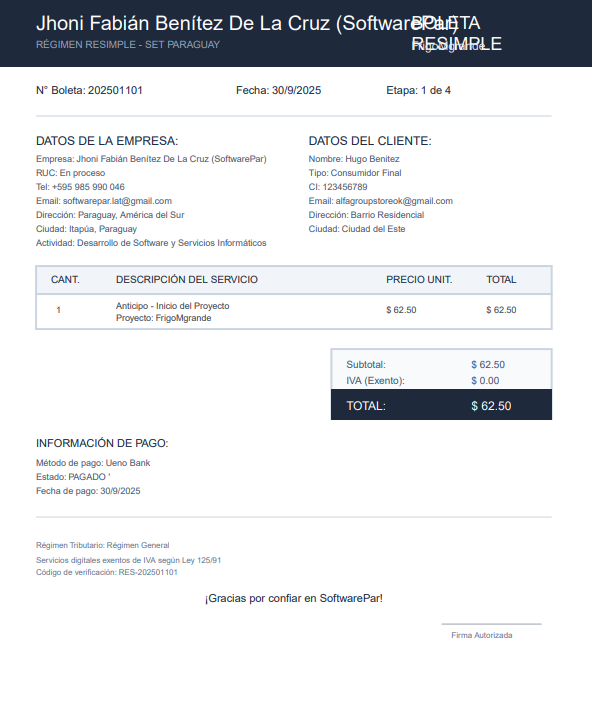 Jhoni Fabián Benítez De La Cruz (SoftwarePar)
BOLETA
RESIMPLE
RÉGIMEN RESIMPLE - SET PARAGUAY
FrigoMgrande
N° Boleta: 202501101
Fecha: 30/9/2025
Etapa: 1 de 4
DATOS DE LA EMPRESA:
Empresa: Jhoni Fabián Benítez De La Cruz (SoftwarePar)
RUC: En proceso
Tel: +595 985 990 046
Email: softwarepar.lat@gmail.com
Dirección: Paraguay, América del Sur
Ciudad: Itapúa, Paraguay
Actividad: Desarrollo de Software y Servicios Informáticos
DATOS DEL CLIENTE:
Nombre: Hugo Benitez
Tipo: Consumidor Final
CI: 123456789
Email: alfagroupstoreok@gmail.com
Dirección: Barrio Residencial
Ciudad: Ciudad del Este
CANT. DESCRIPCIÓN DEL SERVICIO PRECIO UNIT. TOTAL
1 Anticipo - Inicio del Proyecto $ 62.50 $ 62.50
Proyecto: FrigoMgrande
Subtotal: $ 62.50
IVA (Exento): $ 0.00
TOTAL: $ 62.50
INFORMACIÓN DE PAGO:
Método de pago: Ueno Bank
Estado: PAGADO '
Fecha de pago: 30/9/2025
Régimen Tributario: Régimen General
Servicios digitales exentos de IVA según Ley 125/91
Código de verificación: RES-202501101
¡Gracias por confiar en SoftwarePar!
Firma Autorizada